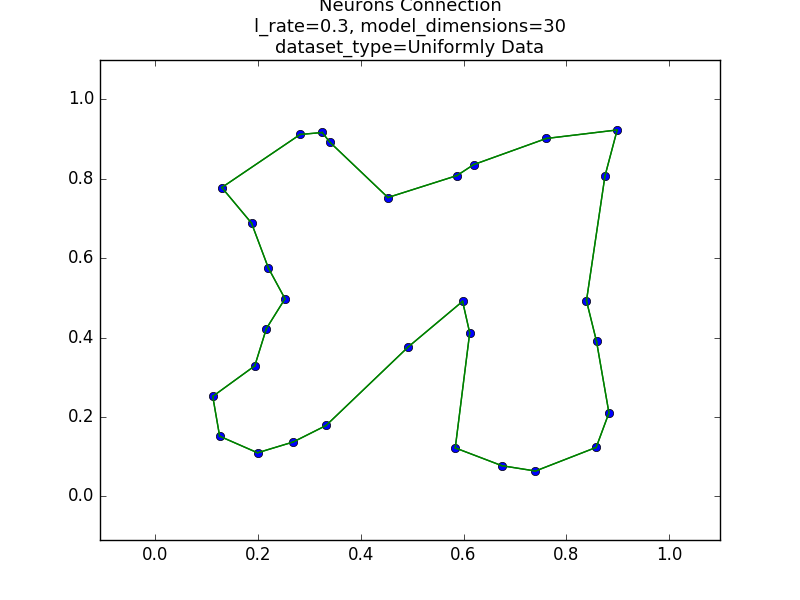 Neurons Connection
l_rate=0.3, model_dimensions=30
dataset_type=Uniformly Data
1.0
0.8
0.6
0.4
0.2
0.0
0.0 0.2 0.4 0.6 0.8 1.0